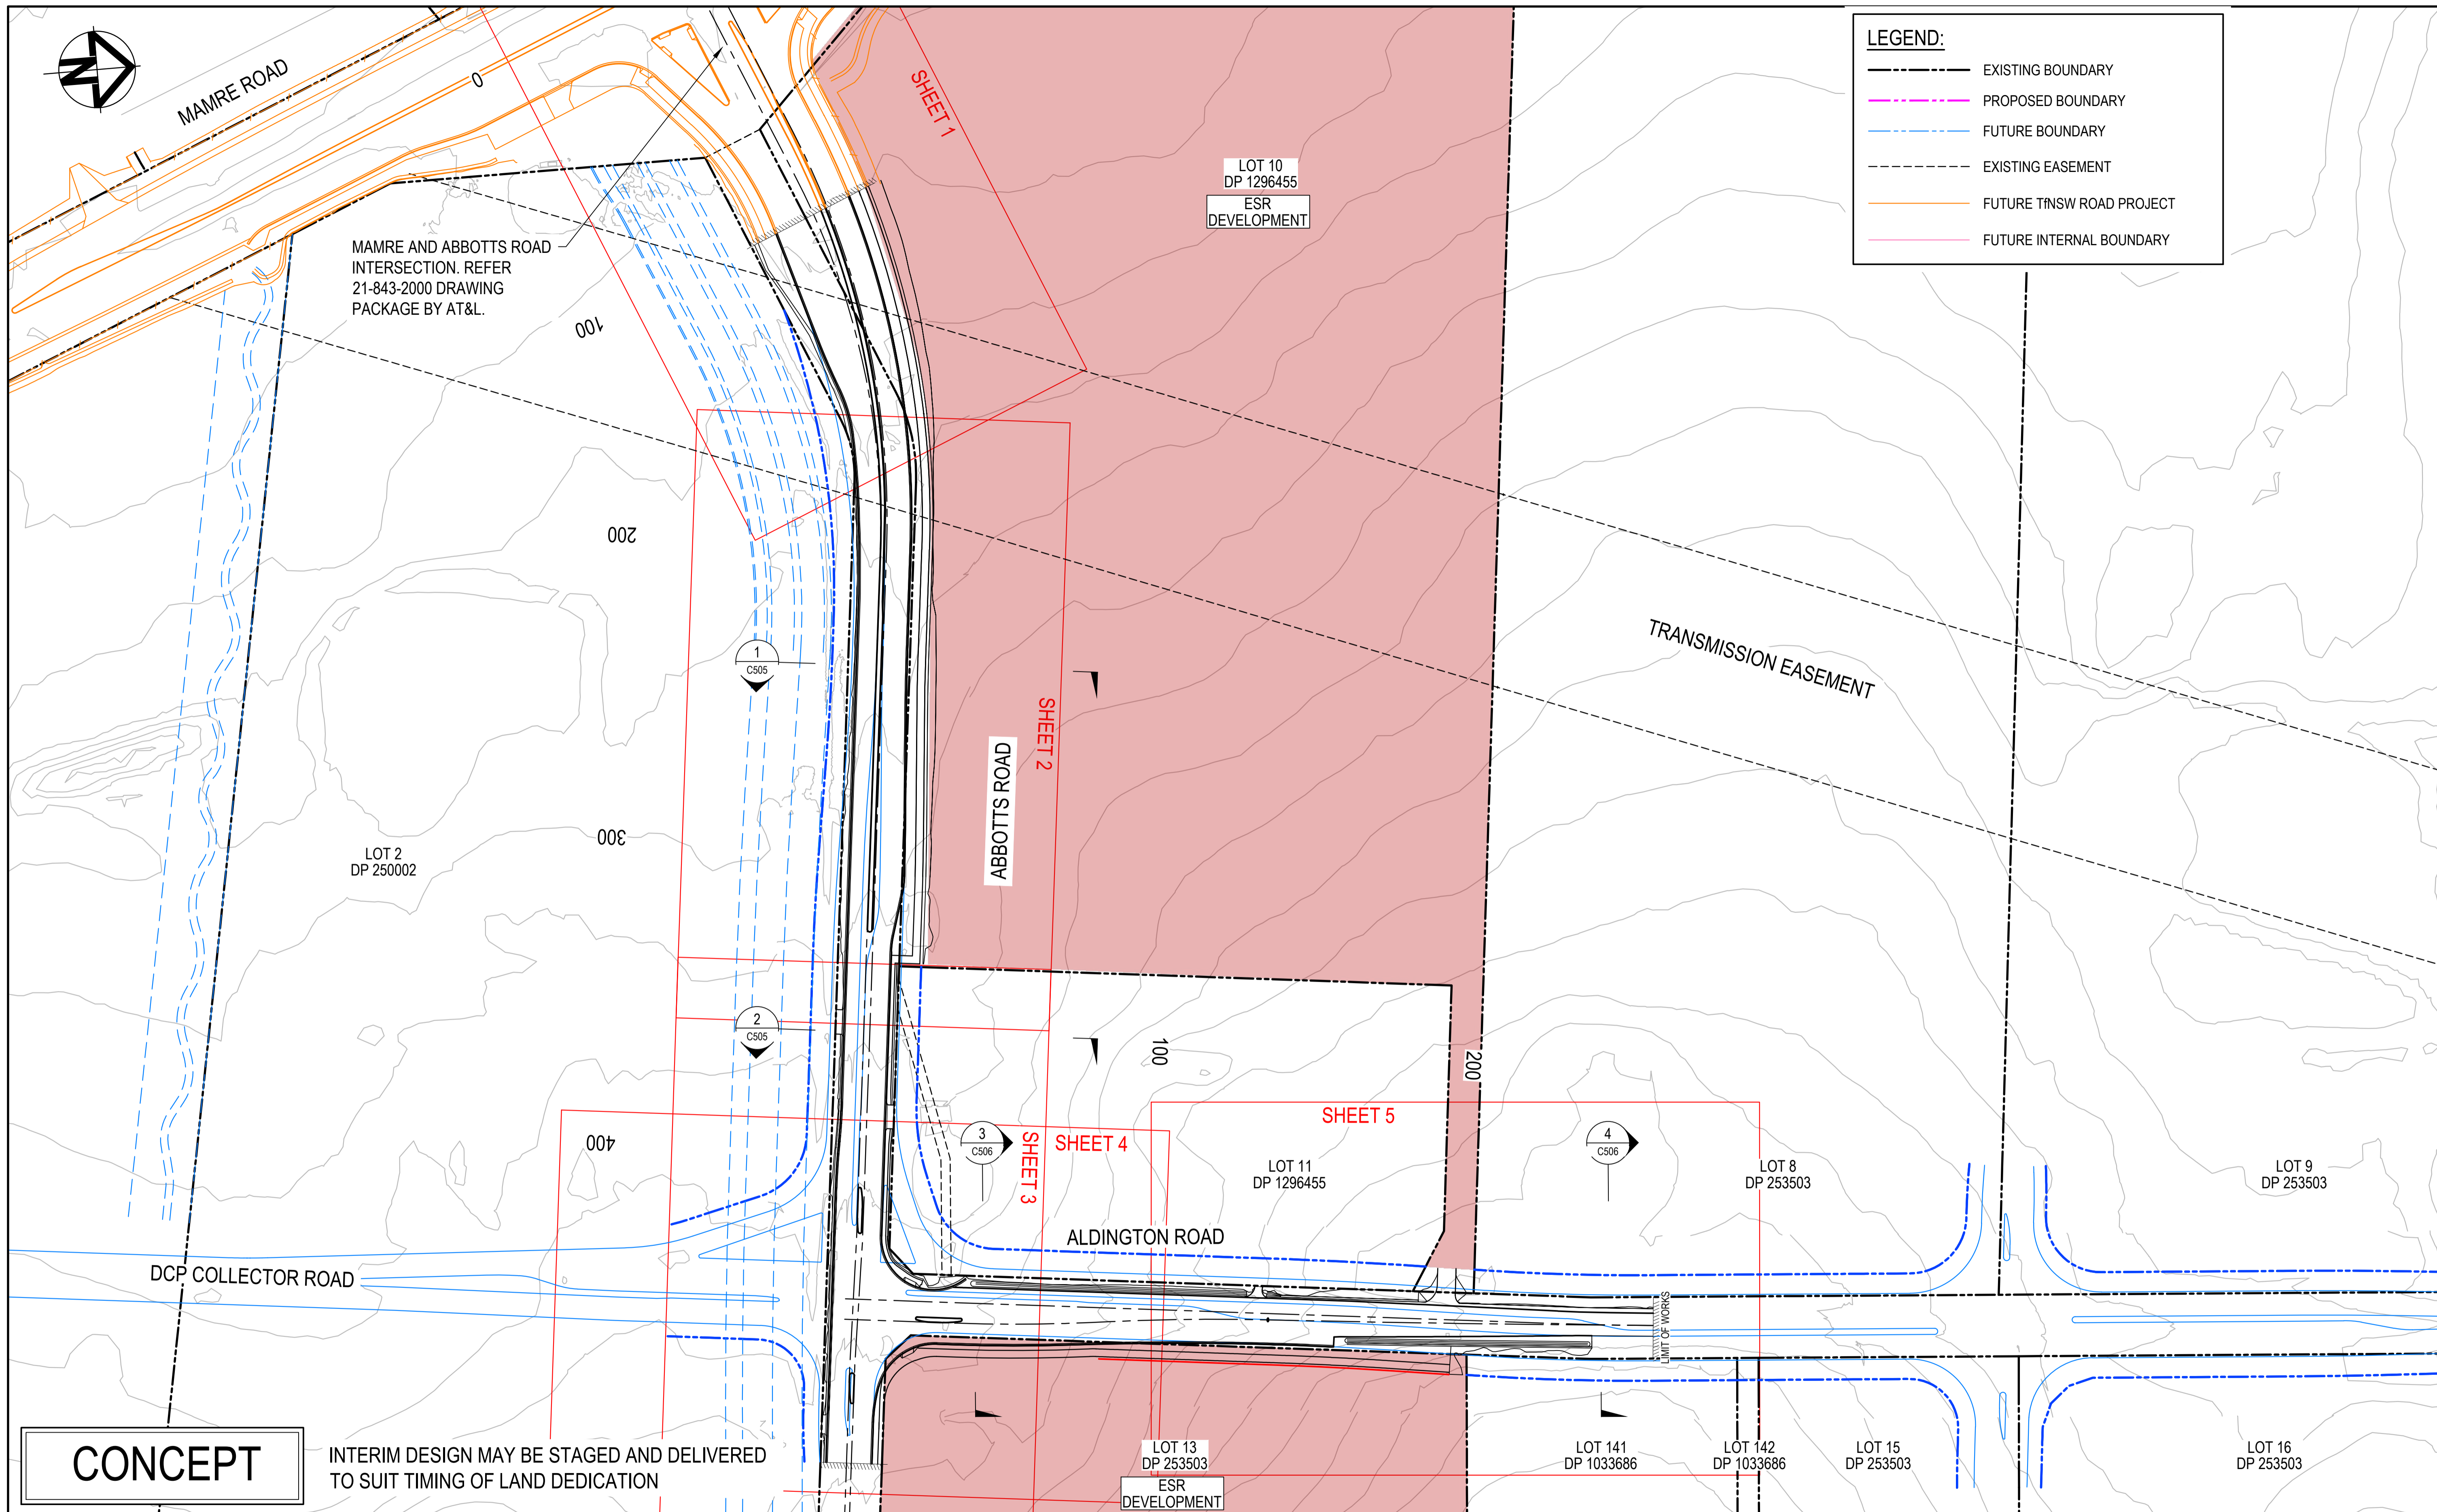 N
MAMRE ROAD
0
MAMRE AND ABBOTTS ROAD
INTERSECTION. REFER
21-843-2000 DRAWING
PACKAGE BY AT&L.
100
200
300
400
SHEET 1
LOT 10
DP 1296455
ESR
DEVELOPMENT
LEGEND:
EXISTING BOUNDARY
PROPOSED BOUNDARY
FUTURE BOUNDARY
EXISTING EASEMENT
FUTURE TfNSW ROAD PROJECT
FUTURE INTERNAL BOUNDARY
TRANSMISSION EASEMENT
1
C505
SHEET 2
ABBOTTS ROAD
LOT 2
DP 250002
2
C505
100
200
3
C506
SHEET 3
SHEET 4
SHEET 5
4
C506
LOT 11
DP 1296455
LOT 8
DP 253503
LOT 9
DP 253503
ALDINGTON ROAD
DCP COLLECTOR ROAD
LIMIT OF WORKS
CONCEPT
INTERIM DESIGN MAY BE STAGED AND DELIVERED
TO SUIT TIMING OF LAND DEDICATION
LOT 13
DP 253503
ESR
DEVELOPMENT
LOT 141
DP 1033686
LOT 142
DP 1033686
LOT 15
DP 253503
LOT 16
DP 253503